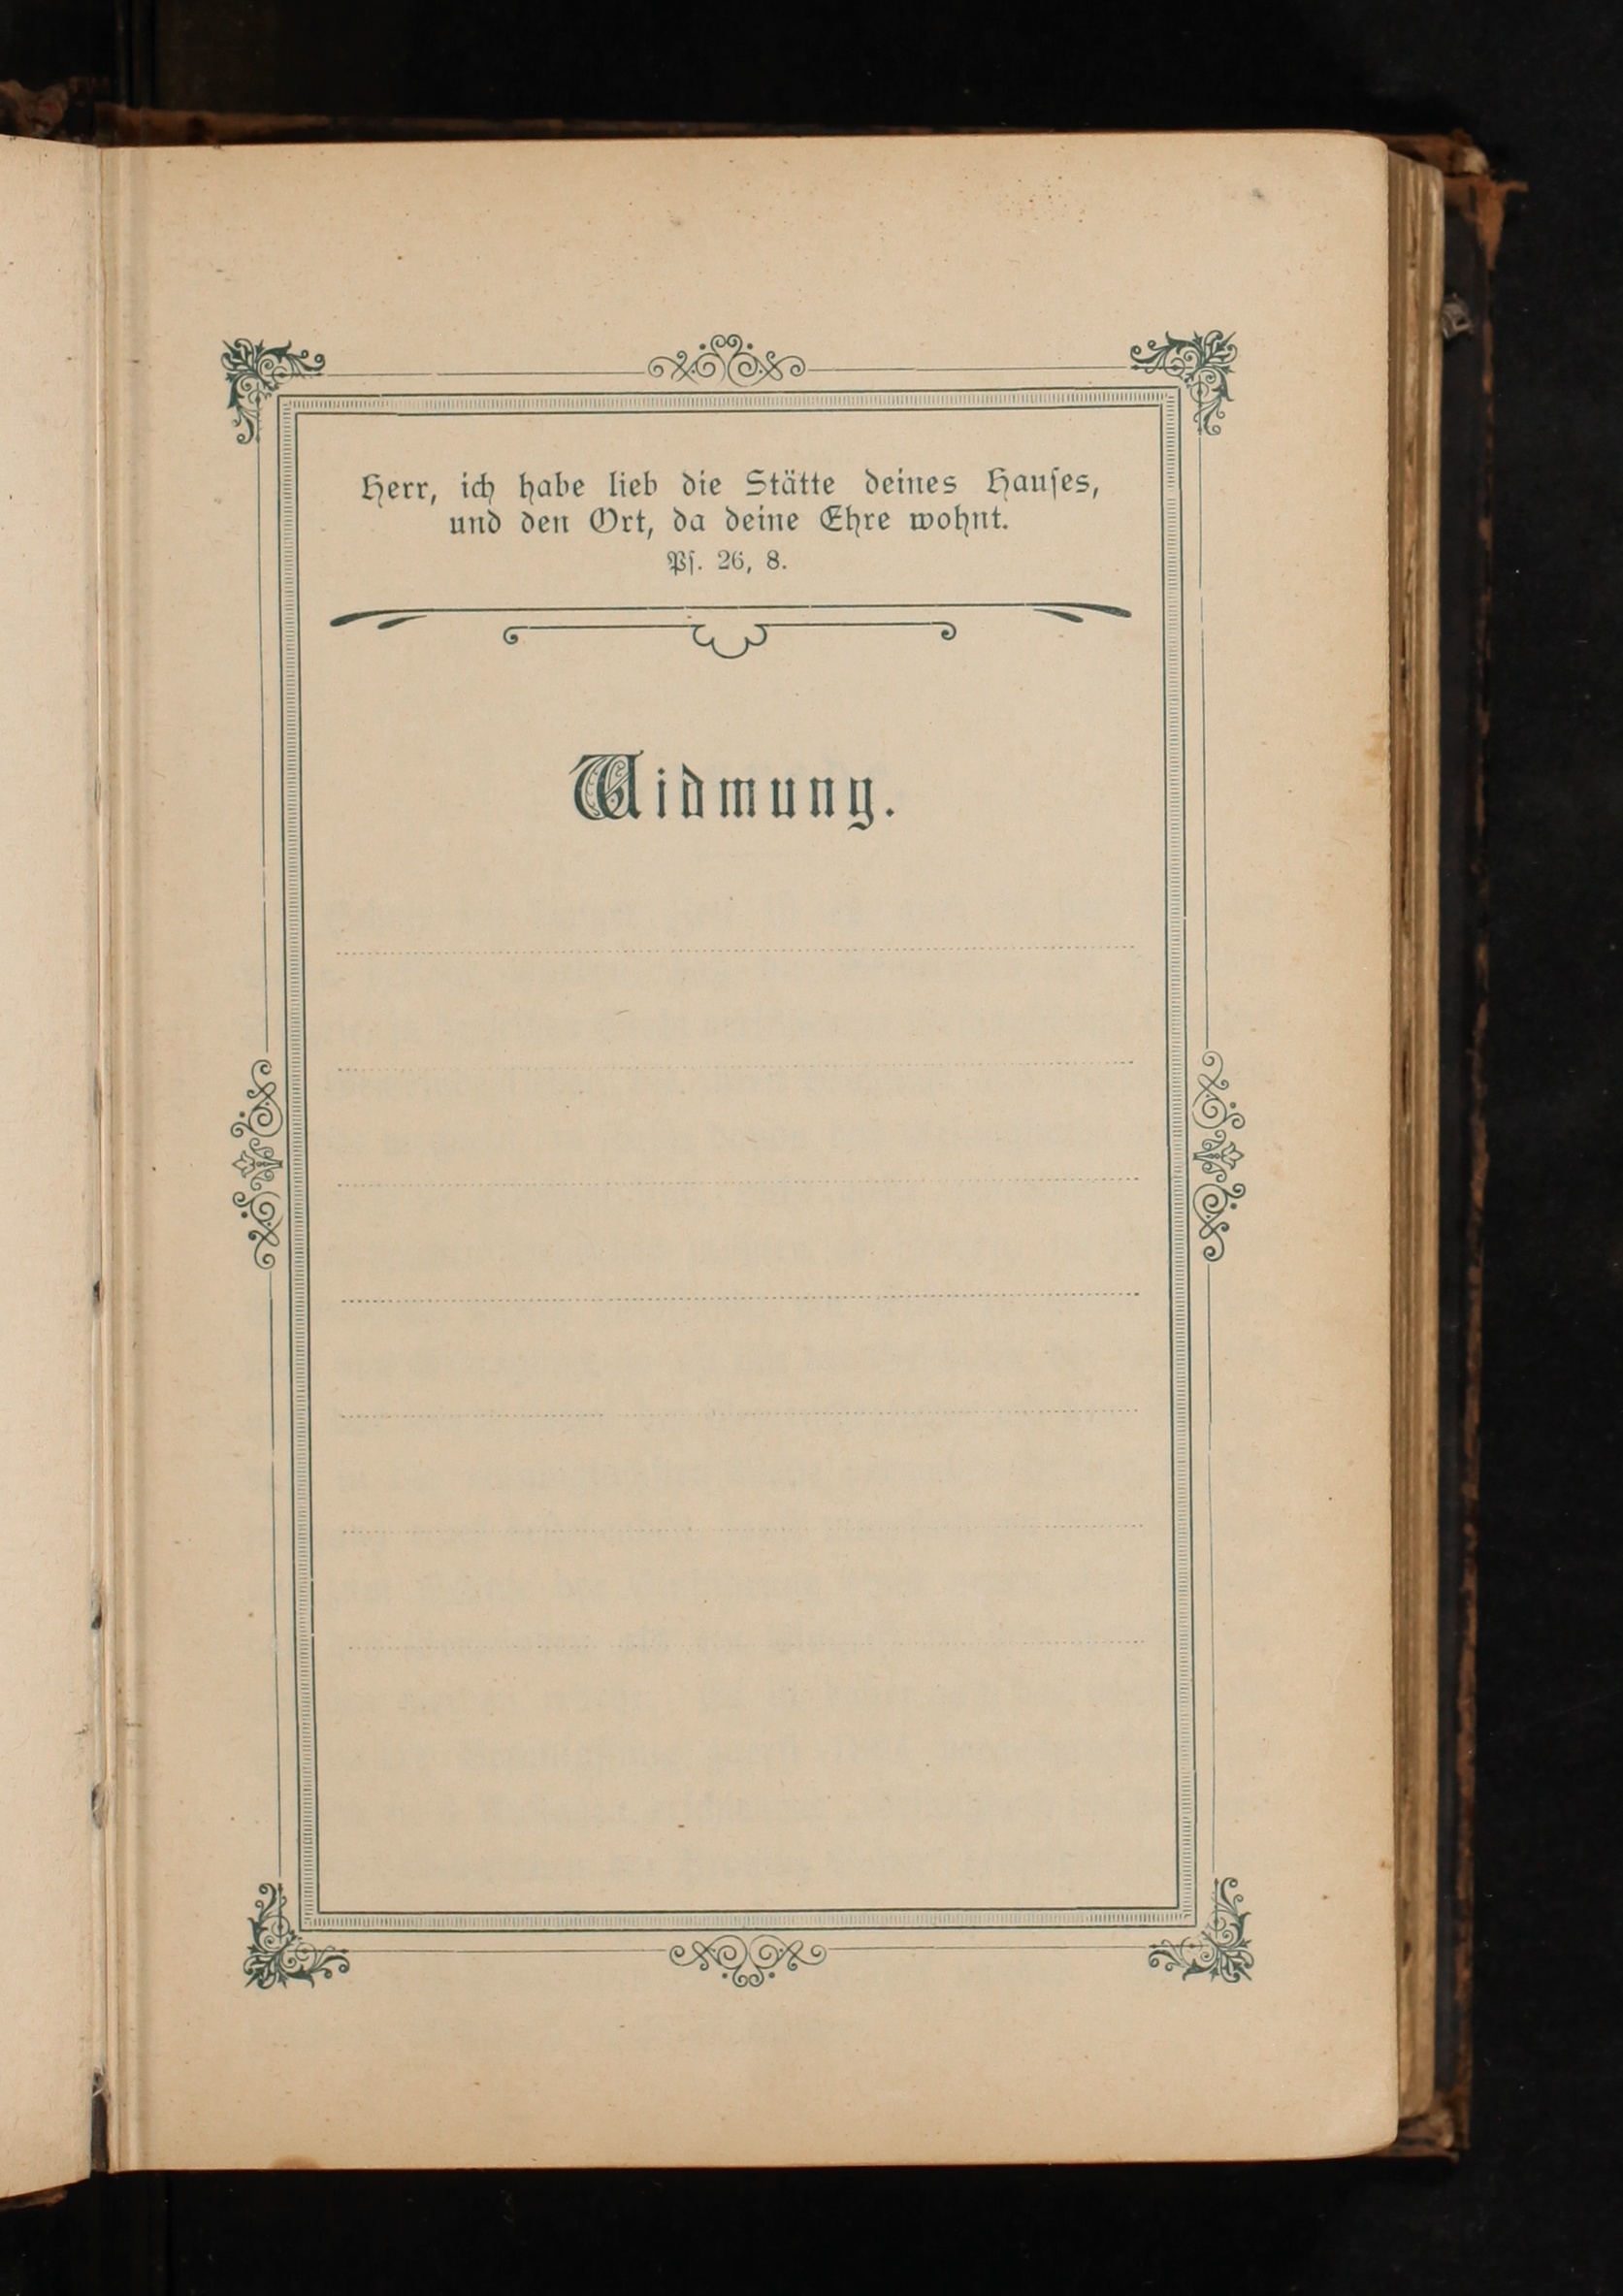 Herr, ich habe lieb die Stätte deines Hauſes,
und den Ort, da deine Ehre wohnt.
Pſ. 26, 8.
Widmung.